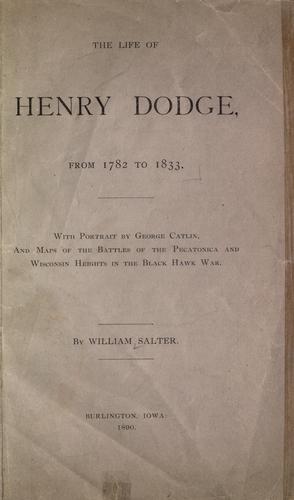 THE LIFE OF
HENRY DODGE,
FROM 1782 TO 1833,
WITH PORTRAIT BY GEORGE CATLIN,
AND MAPS OF THE BATTLES OF THE PECATONICA AND
WISCONSIN HEIGHTS IN THE BLACK HAWK WAR.
BY WILLIAM SALTER.
BURLINGTON, IOWA:
1890.